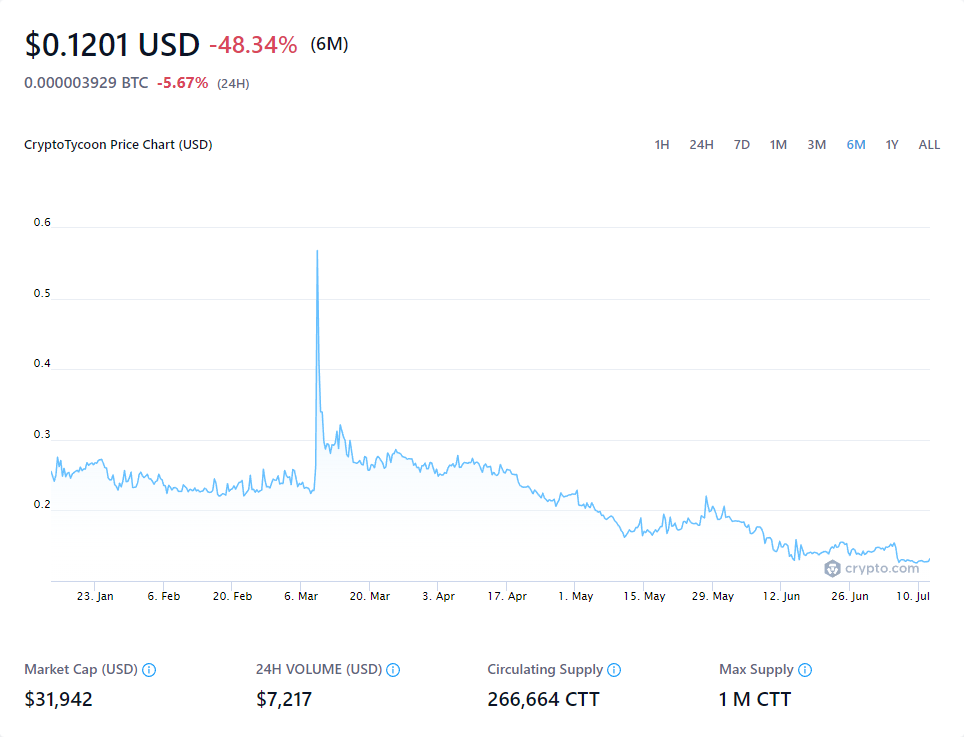 $0.1201 USD -48.34% (6M)
0.000003929 BTC -5.67% (24H)
CryptoTycoon Price Chart (USD) 1H 24H 7D 1M 3M 6M 1Y ALL
0.6
0.5
0.4
0.3
0.2
crypto.com
23. Jan 6. Feb 20. Feb 6. Mar 20. Mar 3. Apr 17. Apr 1. May 15. May 29. May 12. Jun 26. Jun 10. Jul
Market Cap (USD) 24H VOLUME (USD) Circulating Supply Max Supply
$31,942 $7,217 266,664 CTT 1 M CTT